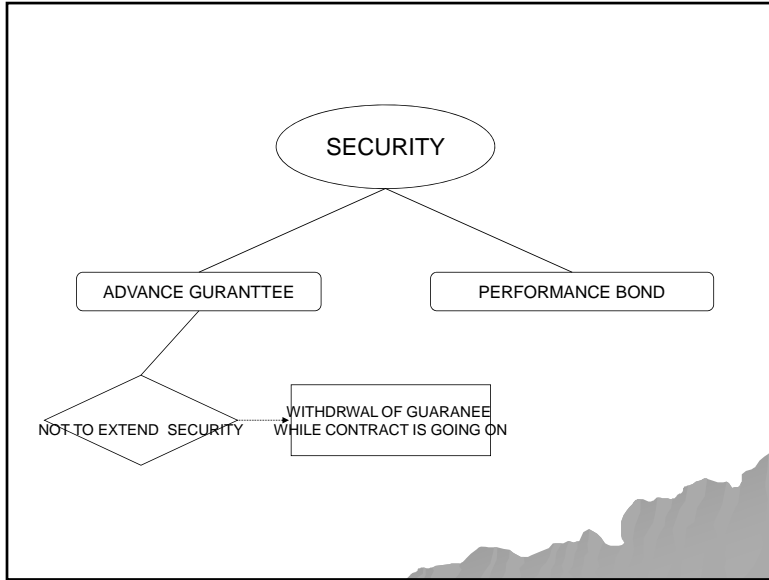 SECURITY
ADVANCE GURANTTEE
PERFORMANCE BOND
NOT TO EXTEND SECURITY
WITHDRWAL OF GUARANEE
WHILE CONTRACT IS GOING ON